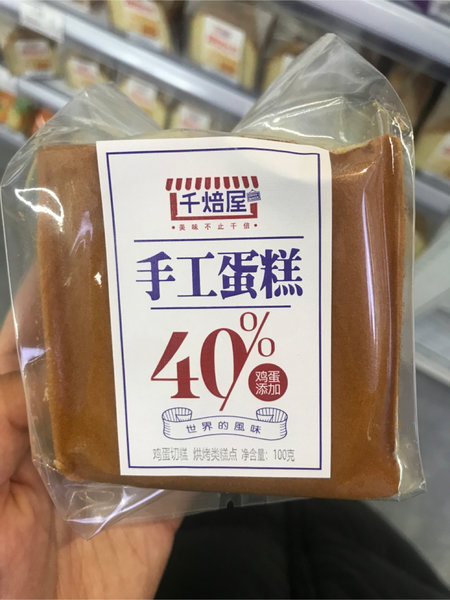 千焙屋
美味不止千焙
手工蛋糕
40%
鸡蛋
添加
世界的風味
鸡蛋切糕 烘烤类糕点 净含量：100克